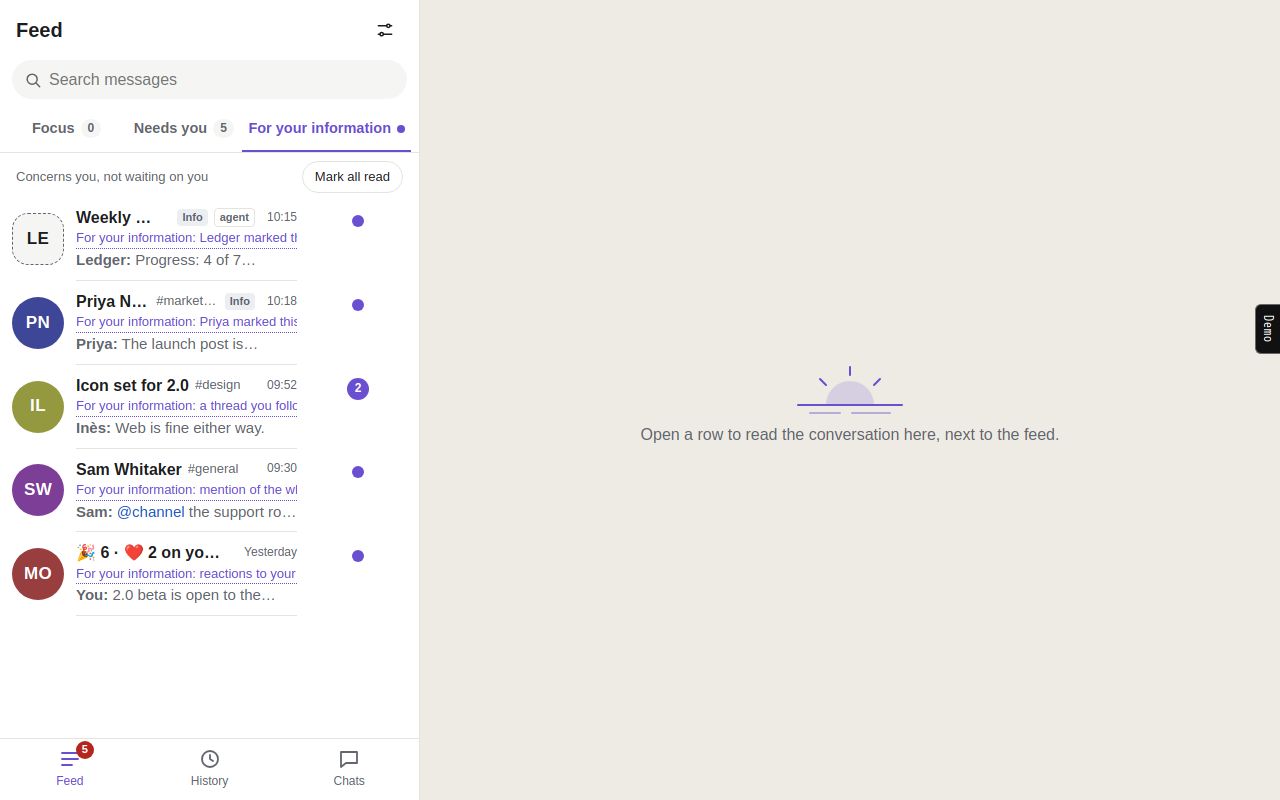 Feed
Search messages
Focus 0
Needs you 5
For your information
Concerns you, not waiting on you
Mark all read
LE
Weekly … Info agent 10:15
For your information: Ledger marked
Ledger: Progress: 4 of 7…
PN
Priya N… #market… Info 10:18
For your information: Priya marked this
Priya: The launch post is…
IL
Icon set for 2.0 #design 09:52
For your information: a thread you
Inès: Web is fine either way.
2
SW
Sam Whitaker #general 09:30
For your information: mention of the
Sam: @channel the support ro…
MO
🎉 6 · ❤️ 2 on yo… Yesterday
For your information: reactions to your
You: 2.0 beta is open to the…
5
Feed
History
Chats
Open a row to read the conversation here, next to the feed.
Demo